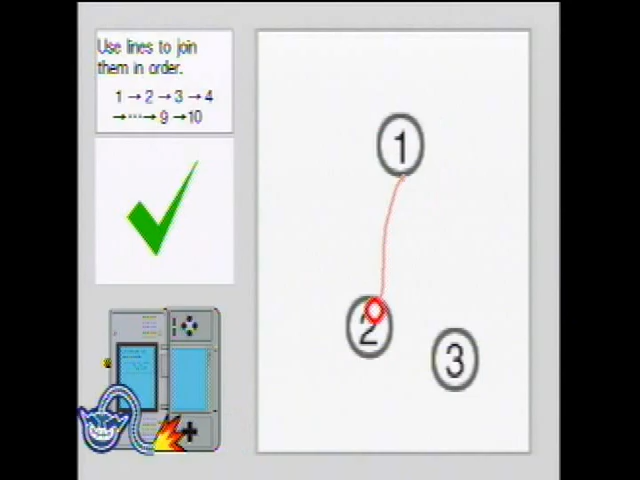 Use lines to join
them in order.
1 → 2 → 3 → 4
→···→ 9 →10
1
2
3